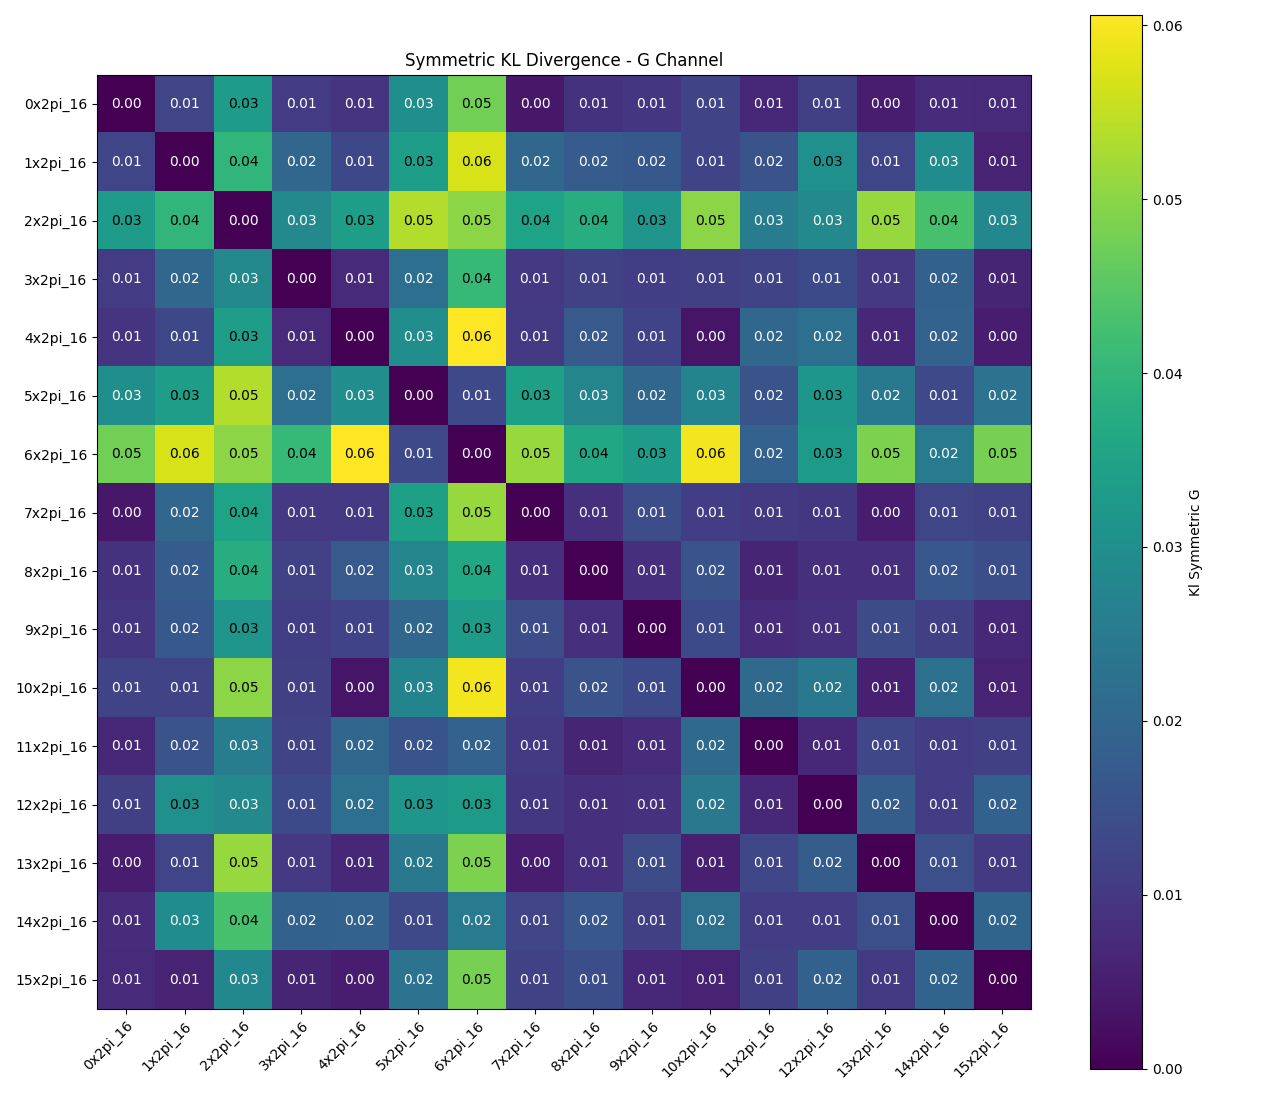 Symmetric KL Divergence - G Channel
0x2pi_16 0.00 0.01 0.03 0.01 0.01 0.03 0.05 0.00 0.01 0.01 0.01 0.01 0.01 0.00 0.01 0.01
1x2pi_16 0.01 0.00 0.04 0.02 0.01 0.03 0.06 0.02 0.02 0.02 0.01 0.02 0.03 0.01 0.03 0.01
2x2pi_16 0.03 0.04 0.00 0.03 0.03 0.05 0.05 0.04 0.04 0.03 0.05 0.03 0.03 0.05 0.04 0.03
3x2pi_16 0.01 0.02 0.03 0.00 0.01 0.02 0.04 0.01 0.01 0.01 0.01 0.01 0.01 0.01 0.02 0.01
4x2pi_16 0.01 0.01 0.03 0.01 0.00 0.03 0.06 0.01 0.02 0.01 0.00 0.02 0.02 0.01 0.02 0.00
5x2pi_16 0.03 0.03 0.05 0.02 0.03 0.00 0.01 0.03 0.03 0.02 0.03 0.02 0.03 0.02 0.01 0.02
6x2pi_16 0.05 0.06 0.05 0.04 0.06 0.01 0.00 0.05 0.04 0.03 0.06 0.02 0.03 0.05 0.02 0.05
7x2pi_16 0.00 0.02 0.04 0.01 0.01 0.03 0.05 0.00 0.01 0.01 0.01 0.01 0.01 0.00 0.01 0.01
8x2pi_16 0.01 0.02 0.04 0.01 0.02 0.03 0.04 0.01 0.00 0.01 0.02 0.01 0.01 0.01 0.02 0.01
9x2pi_16 0.01 0.02 0.03 0.01 0.01 0.02 0.03 0.01 0.01 0.00 0.01 0.01 0.01 0.01 0.01 0.01
10x2pi_16 0.01 0.01 0.05 0.01 0.00 0.03 0.06 0.01 0.02 0.01 0.00 0.02 0.02 0.01 0.02 0.01
11x2pi_16 0.01 0.02 0.03 0.01 0.02 0.02 0.02 0.01 0.01 0.01 0.02 0.00 0.01 0.01 0.01 0.01
12x2pi_16 0.01 0.03 0.03 0.01 0.02 0.03 0.03 0.01 0.01 0.01 0.02 0.01 0.00 0.02 0.01 0.02
13x2pi_16 0.00 0.01 0.05 0.01 0.01 0.02 0.05 0.00 0.01 0.01 0.01 0.01 0.02 0.00 0.01 0.01
14x2pi_16 0.01 0.03 0.04 0.02 0.02 0.01 0.02 0.01 0.02 0.01 0.02 0.01 0.01 0.01 0.00 0.02
15x2pi_16 0.01 0.01 0.03 0.01 0.00 0.02 0.05 0.01 0.01 0.01 0.01 0.01 0.02 0.01 0.02 0.00
0x2pi_16 1x2pi_16 2x2pi_16 3x2pi_16 4x2pi_16 5x2pi_16 6x2pi_16 7x2pi_16 8x2pi_16 9x2pi_16 10x2pi_16 11x2pi_16 12x2pi_16 13x2pi_16 14x2pi_16 15x2pi_16
0.06
0.05
0.04
0.03
0.02
0.01
0.00
Kl Symmetric G